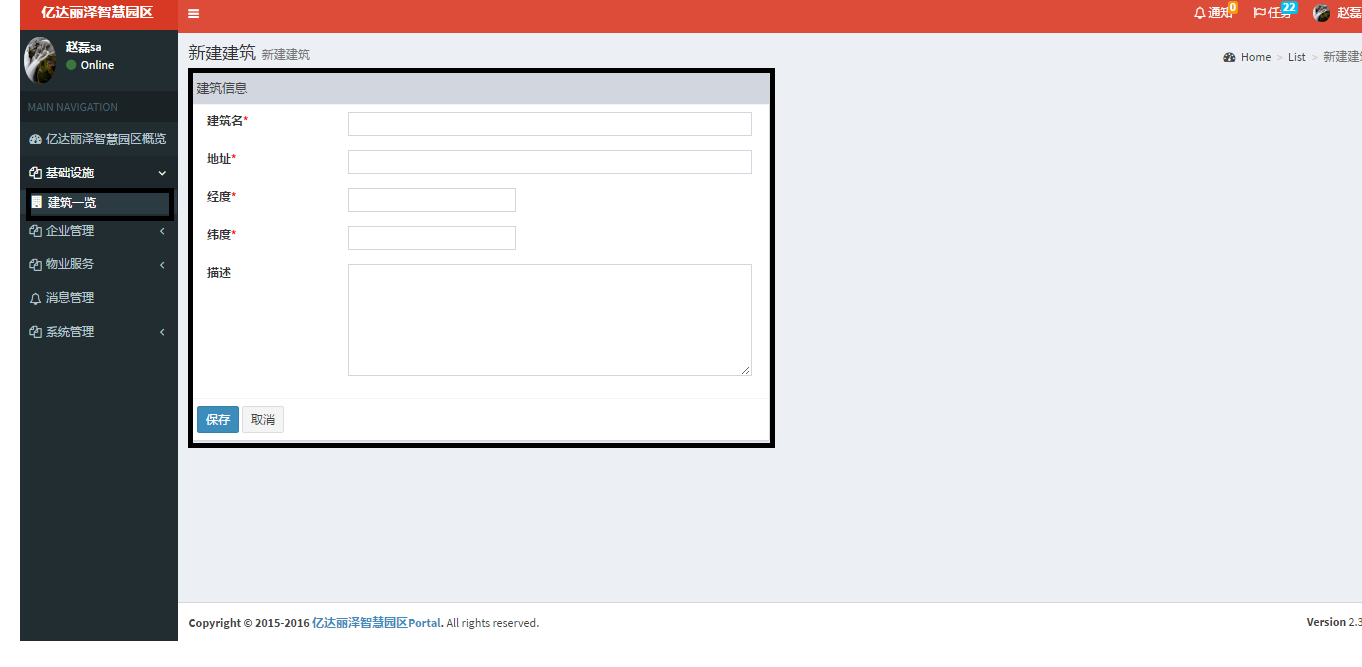 亿达丽泽智慧园区
通知 0
任务 22
赵磊
赵磊sa
Online
新建建筑 新建建筑
Home > List > 新建建
MAIN NAVIGATION
建筑信息
亿达丽泽智慧园区概览
建筑名*
地址*
基础设施
经度*
建筑一览
企业管理
纬度*
物业服务
描述
消息管理
系统管理
保存 取消
Copyright © 2015-2016 亿达丽泽智慧园区Portal. All rights reserved.
Version 2.3